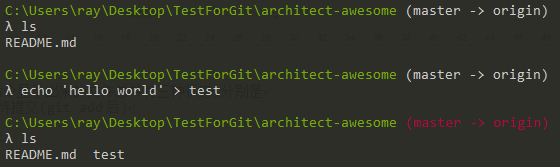 C:\Users\ray\Desktop\TestForGit\architect-awesome (master -> origin)
λ ls
README.md
C:\Users\ray\Desktop\TestForGit\architect-awesome (master -> origin)
λ echo 'hello world' > test
C:\Users\ray\Desktop\TestForGit\architect-awesome (master -> origin)
λ ls
README.md  test